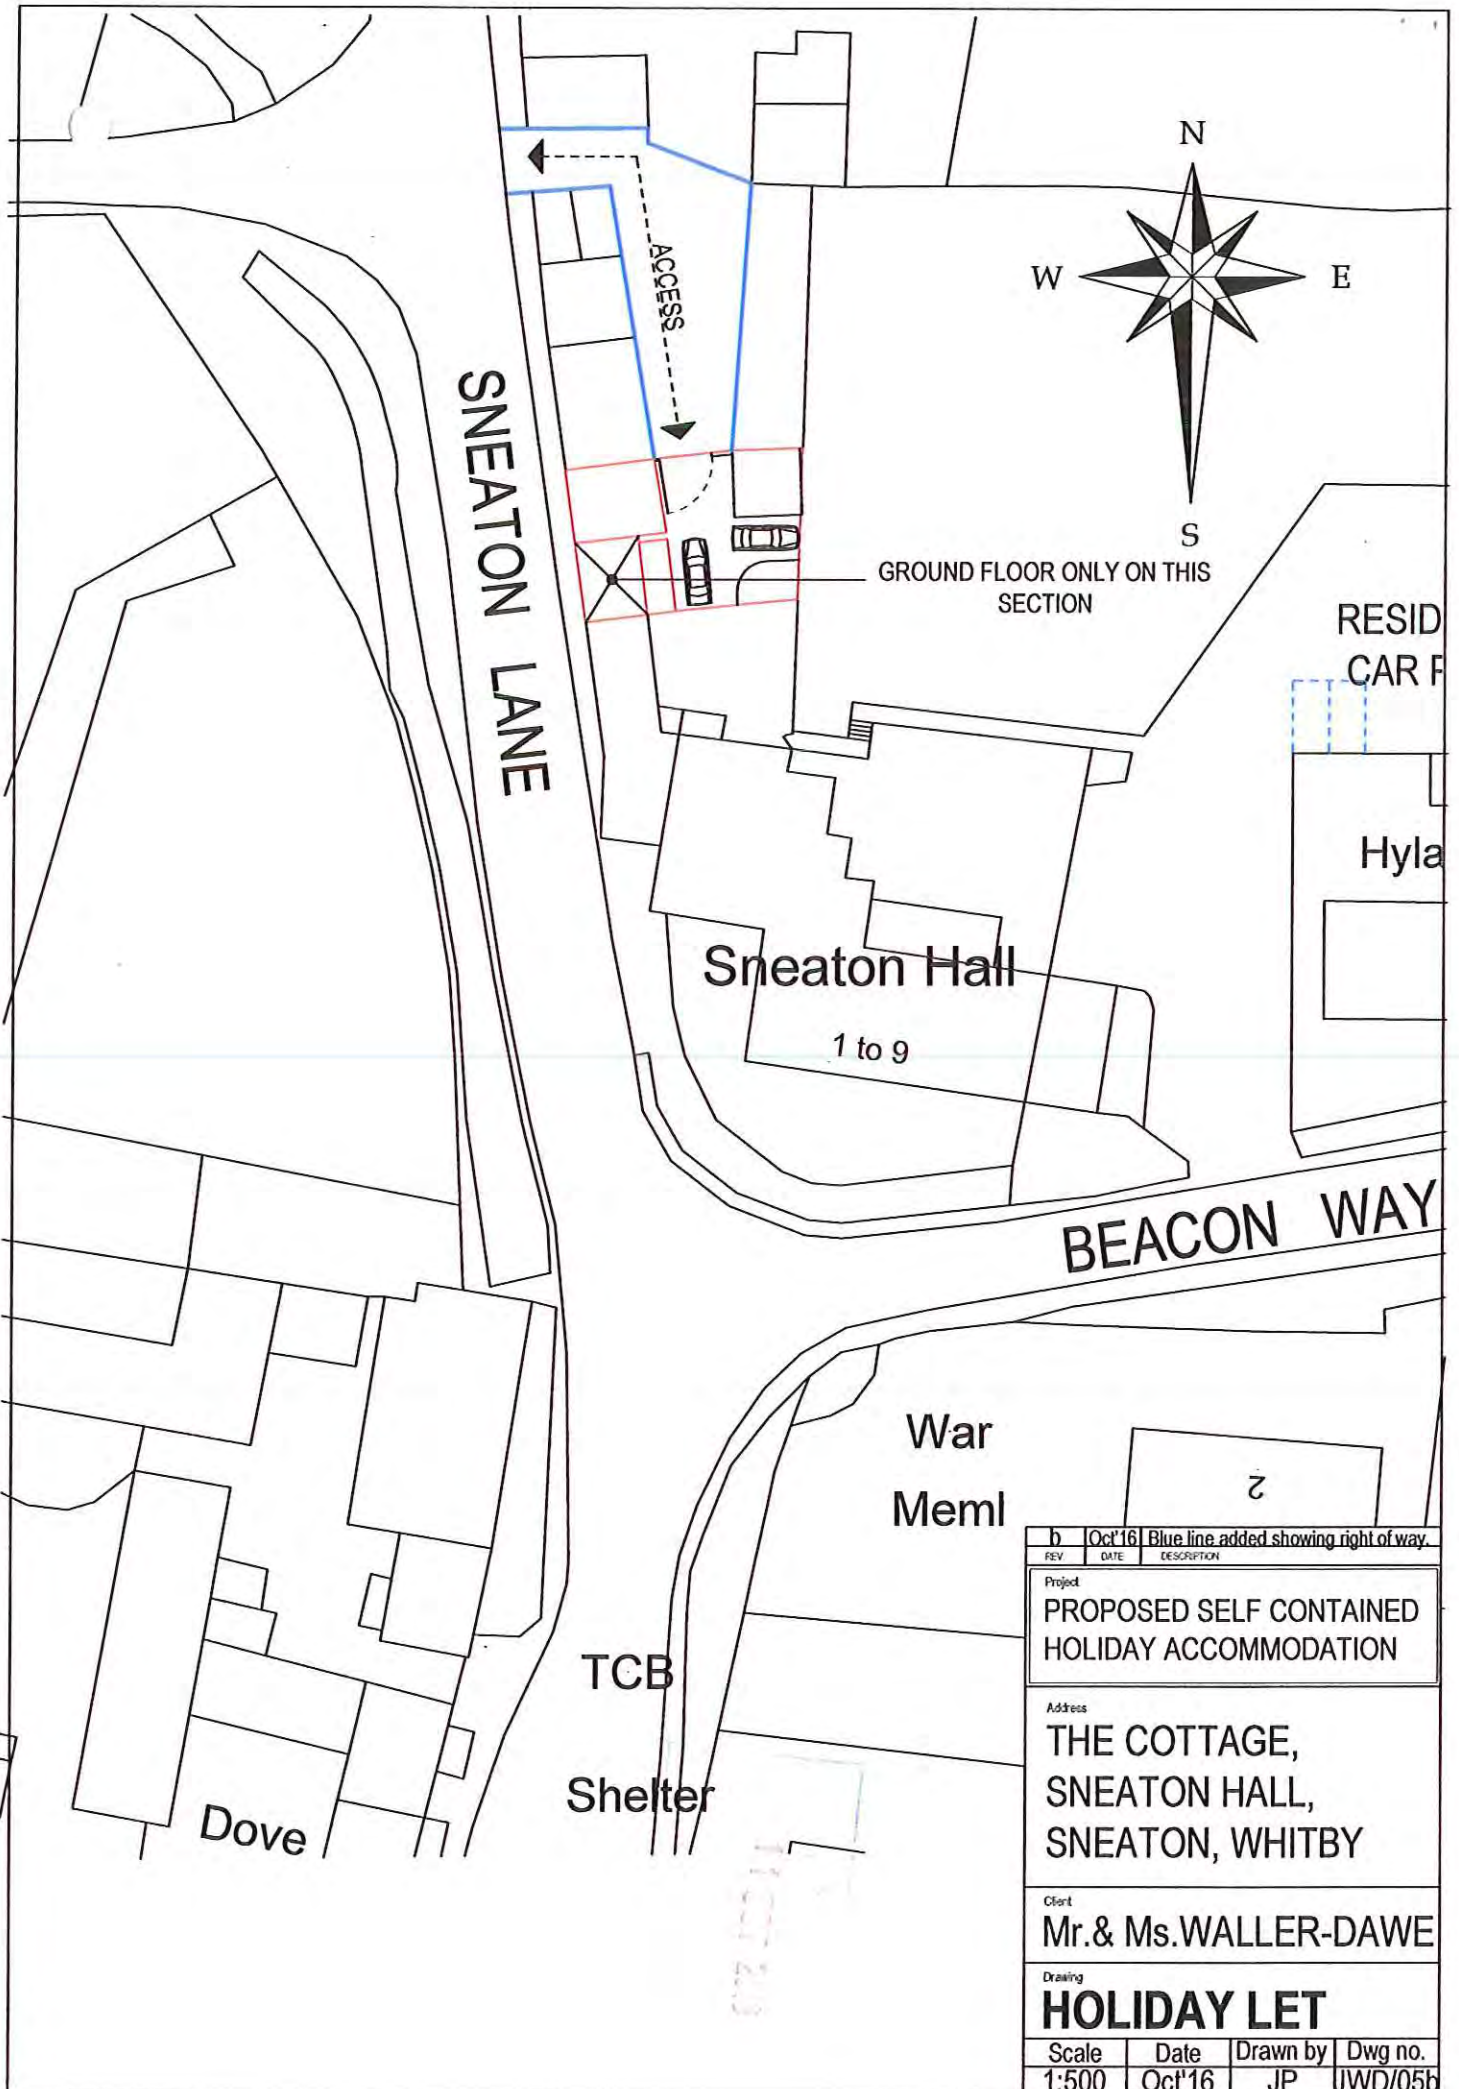 N
W
E
S
ACCESS
SNEATON LANE
GROUND FLOOR ONLY ON THIS
SECTION
RESID
CAR
Hyla
Sneaton Hall
1 to 9
BEACON WAY
War
Meml
2
TCB
Shelter
Dove
b Oct'16 Blue line added showing right of way.
REV DATE DESCRIPTION
Project
PROPOSED SELF CONTAINED
HOLIDAY ACCOMMODATION
Address
THE COTTAGE,
SNEATON HALL,
SNEATON, WHITBY
Client
Mr.& Ms.WALLER-DAWE
Drawing
HOLIDAY LET
Scale Date Drawn by Dwg no.
1:500 Oct'16 JP JWD/05b